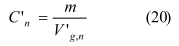 C'ₙ = m / V'g,n (20)